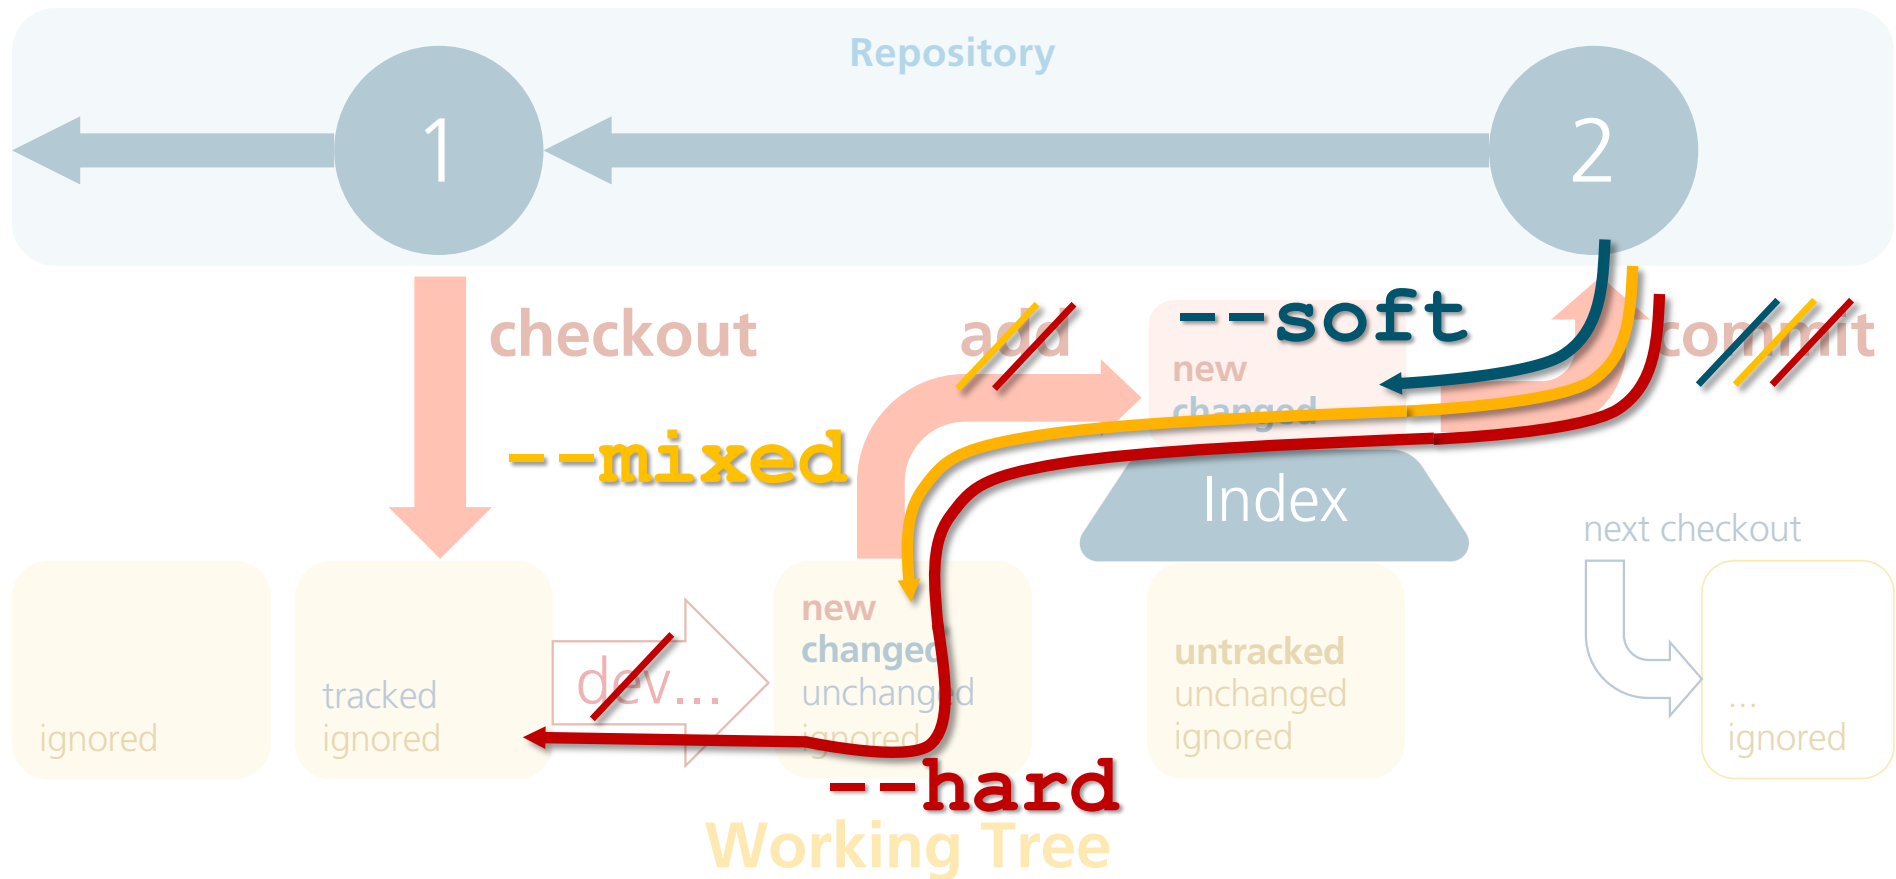 Repository
1
2
checkout
add
--soft
commit
new
changed
--mixed
Index
next checkout
ignored
tracked
ignored
dev...
new
changed
unchanged
ignored
untracked
unchanged
ignored
...
ignored
--hard
Working Tree